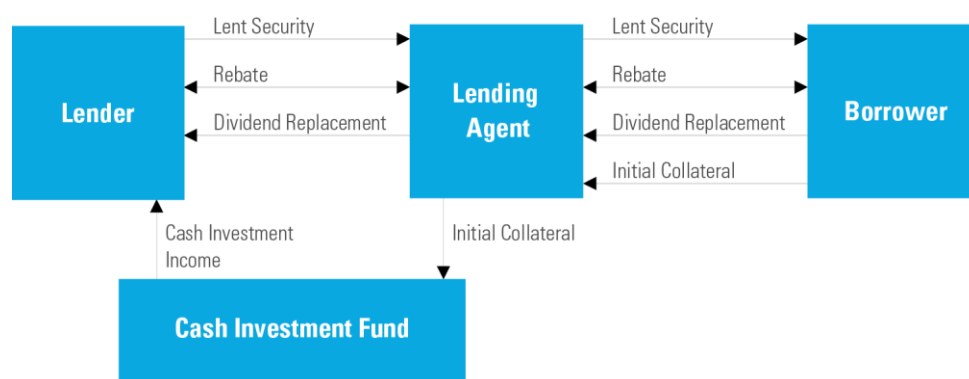 Lent Security
Lent Security
Rebate
Rebate
Lender
Lending
Agent
Borrower
Dividend Replacement
Dividend Replacement
Initial Collateral
Cash Investment
Income
Initial Collateral
Cash Investment Fund